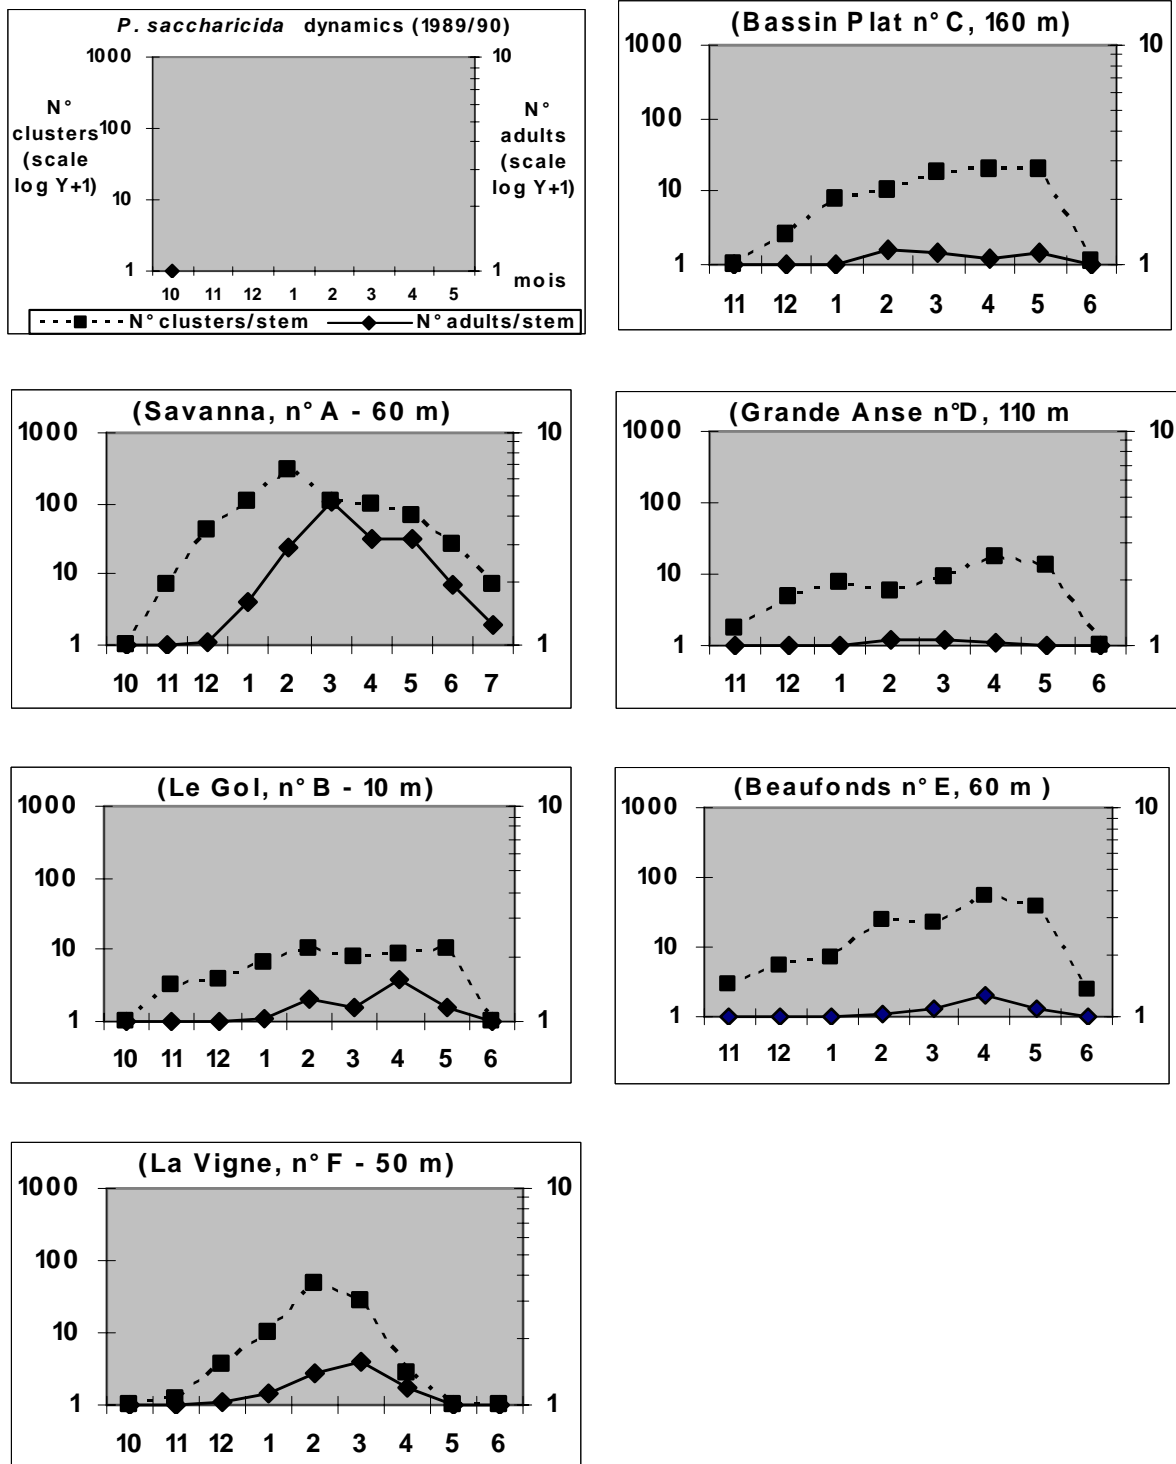 P. saccharicida dynamics (1989/90)
1000
100
10
1
N°
clusters
(scale
log Y+1)
10
1
N°
adults
(scale
log Y+1)
mois
10 11 12 1 2 3 4 5
N° clusters/stem N° adults/stem
(Bassin Plat n° C, 160 m)
1000
100
10
1
10
1
11 12 1 2 3 4 5 6
(Savanna, n° A - 60 m)
1000
100
10
1
10
1
10 11 12 1 2 3 4 5 6 7
(Grande Anse n°D, 110 m
1000
100
10
1
10
1
11 12 1 2 3 4 5 6
(Le Gol, n° B - 10 m)
1000
100
10
1
10
1
10 11 12 1 2 3 4 5 6
(Beaufonds n° E, 60 m )
1000
100
10
1
10
1
11 12 1 2 3 4 5 6
(La Vigne, n° F - 50 m)
1000
100
10
1
10
1
10 11 12 1 2 3 4 5 6